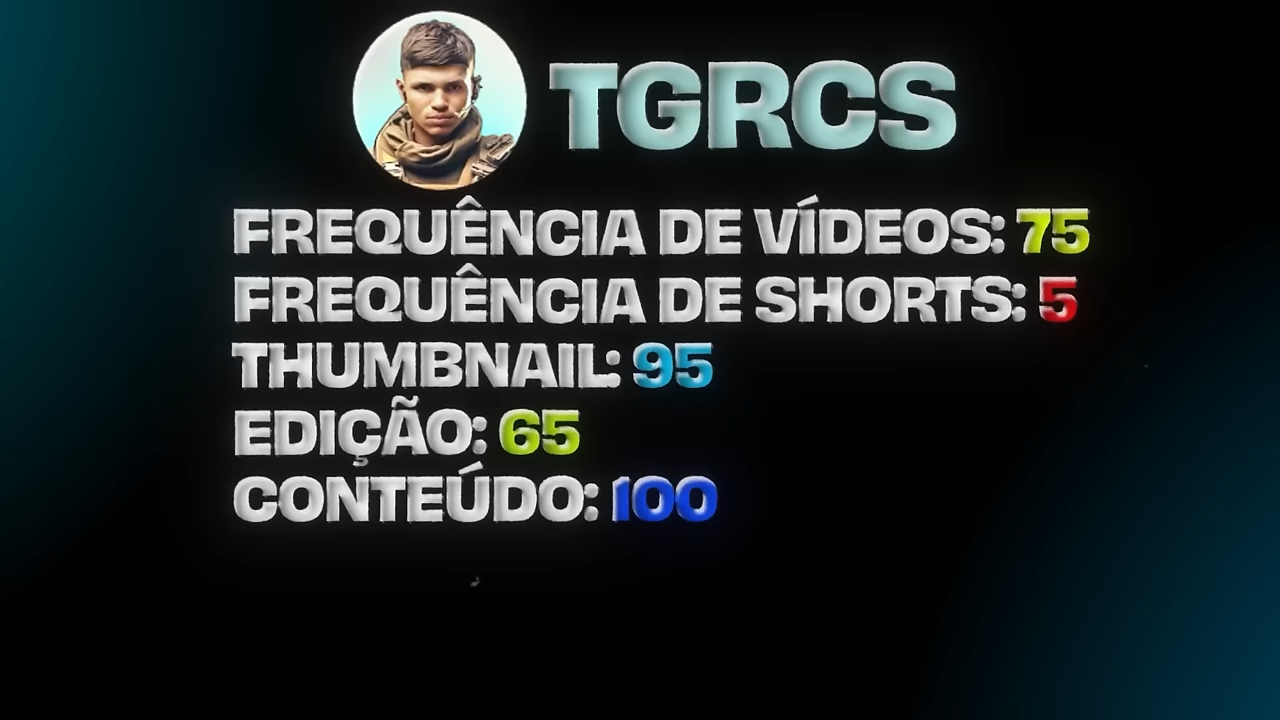 TGRCS
FREQUÊNCIA DE VÍDEOS: 75
FREQUÊNCIA DE SHORTS: 5
THUMBNAIL: 95
EDIÇÃO: 65
CONTEÚDO: 100